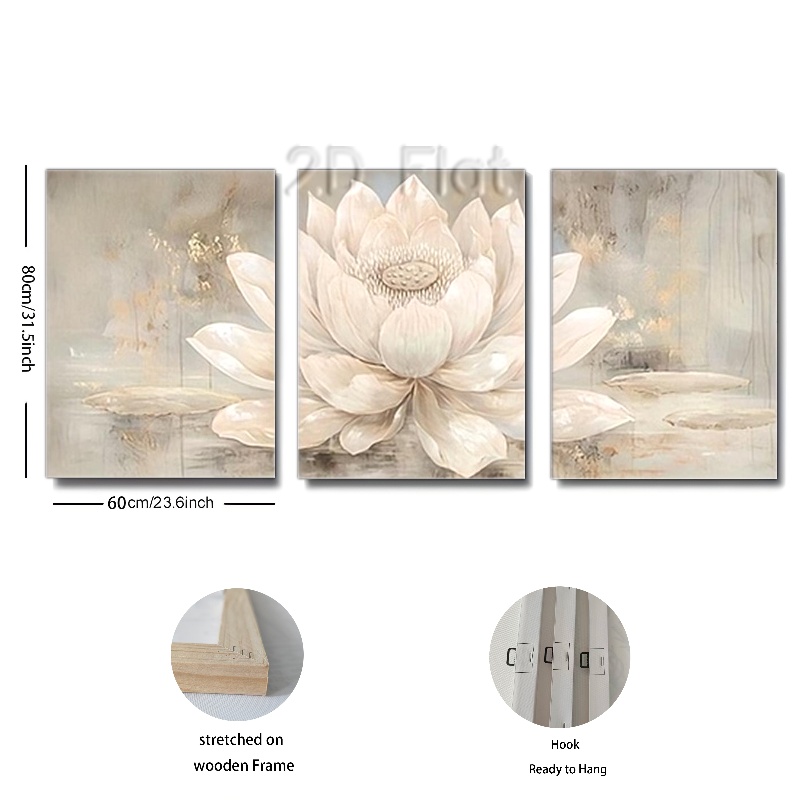 2D Flat
80cm/31.5inch
60cm/23.6inch
stretched on
wooden Frame
Hook
Ready to Hang